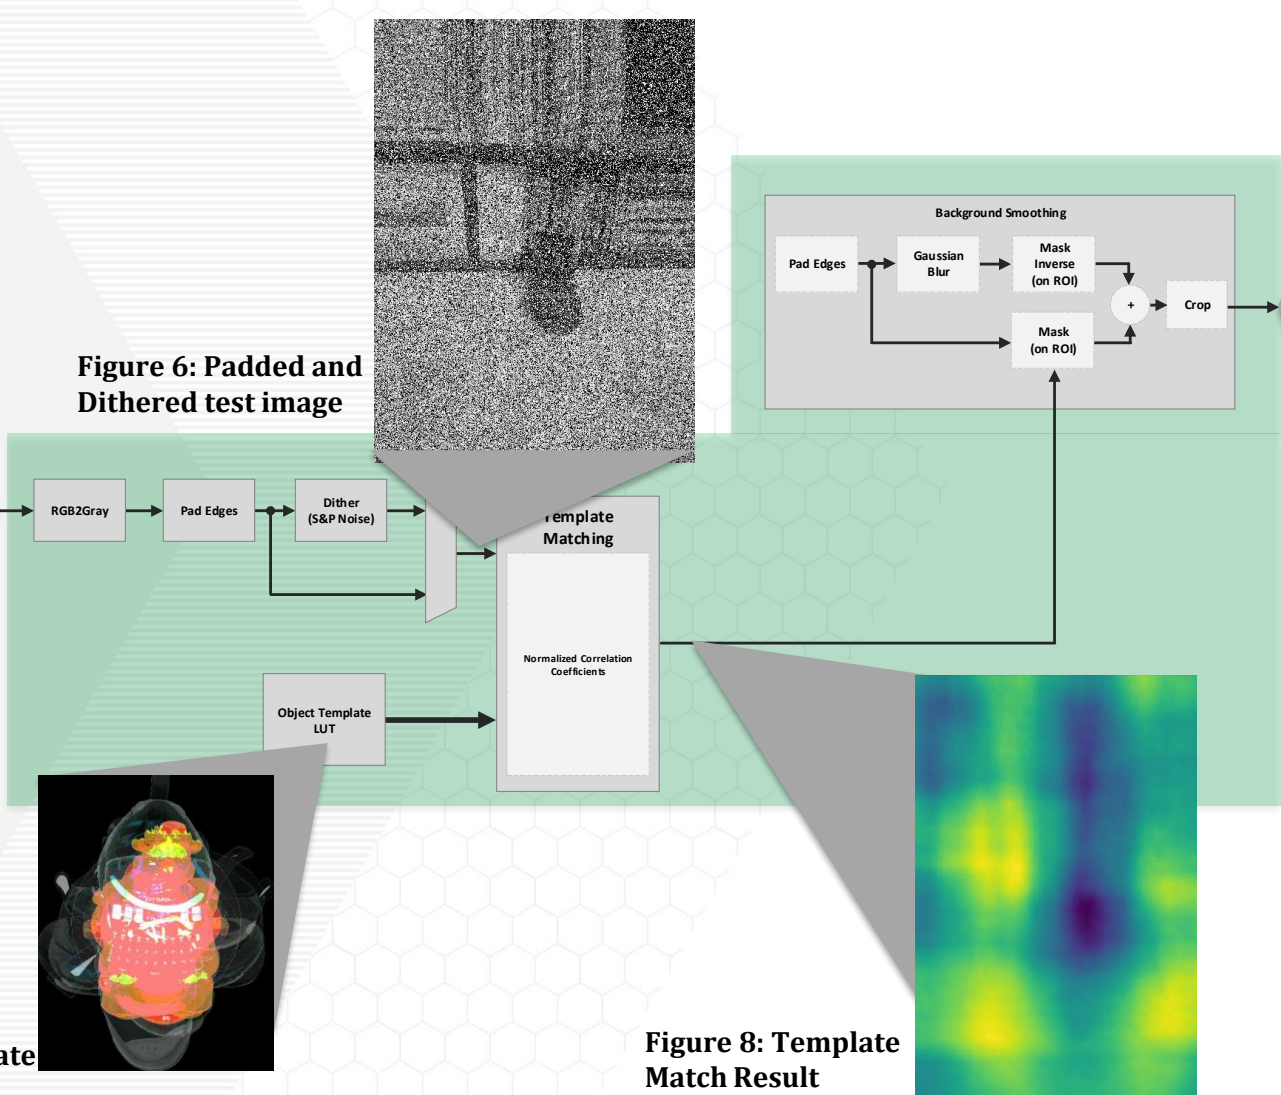 Background Smoothing
Pad Edges
Gaussian
Blur
Mask
Inverse
(on ROI)
+
Crop
Mask
(on ROI)
Figure 6: Padded and
Dithered test image
RGB2Gray
Pad Edges
Dither
(S&P Noise)
Template
Matching
Normalized Correlation
Coefficients
Object Template
LUT
ate
Figure 8: Template
Match Result